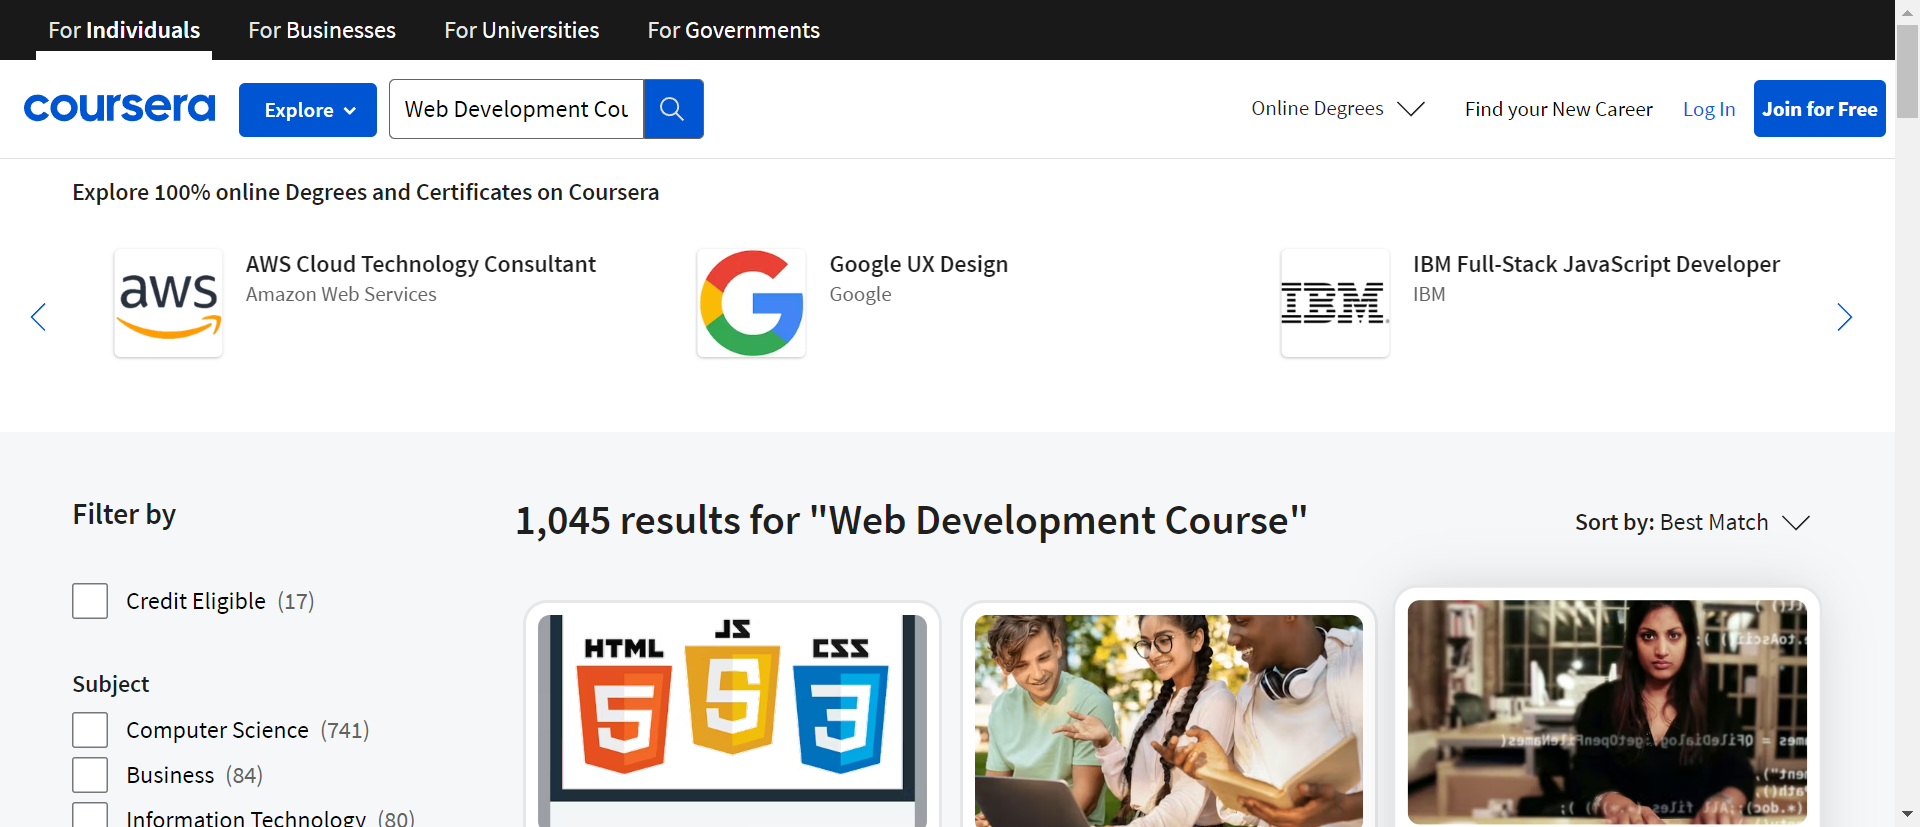 For Individuals For Businesses For Universities For Governments
coursera Explore Web Development Cou Online Degrees Find your New Career Log In Join for Free
Explore 100% online Degrees and Certificates on Coursera
aws AWS Cloud Technology Consultant
Amazon Web Services
Google UX Design
Google
IBM IBM Full-Stack JavaScript Developer
IBM
Filter by
1,045 results for "Web Development Course"
Sort by: Best Match
Credit Eligible (17)
Subject
Computer Science (741)
Business (84)
Information Technology (80)
HTML JS CSS
5 5 3